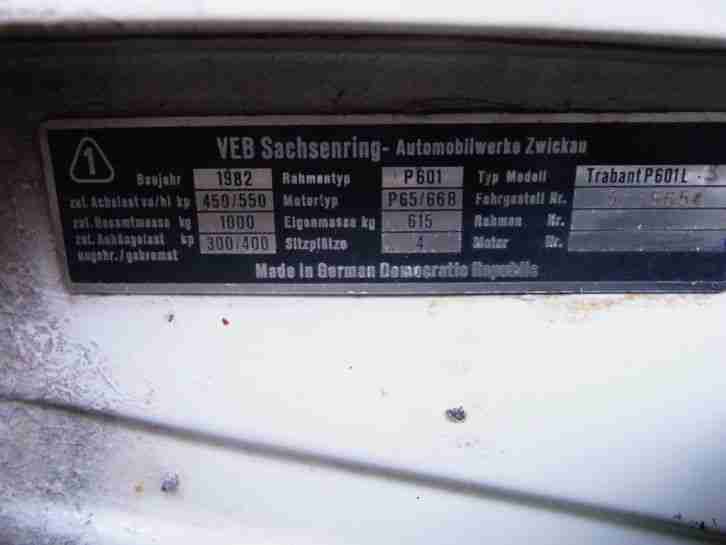 1
VEB Sachsenring- Automobilwerke Zwickau
Baujahr 1982 Rahmentyp P601 Typ Modell Trabant P601L
zul. Achslast vo/hi kp 450/550 Motortyp P65/66B Fahrgestell Nr.
zul. Gesamtmasse kg 1000 Eigenmasse kg 615 Rahmen Nr.
zul. Anhängelast kp 300/400 Sitzplätze 4 Motor Nr.
ungebr./gebremst
Made in German Democratic Republic